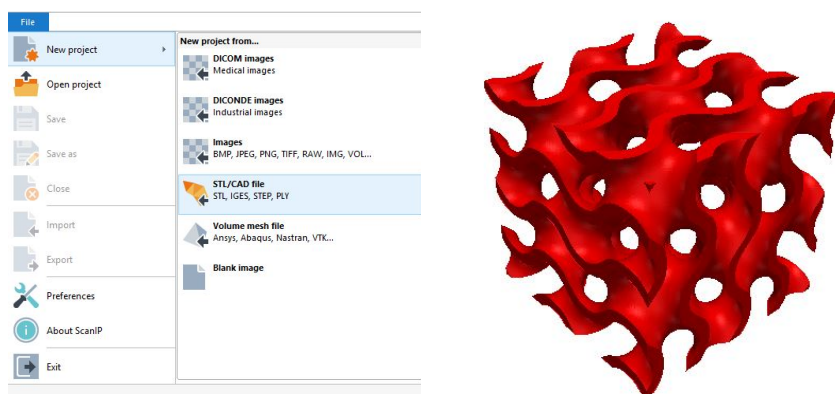 File
New project
Open project
Save
Save as
Close
Import
Export
Preferences
About ScanIP
Exit
New project from...
DICOM images
Medical images
DICONDE images
Industrial images
Images
BMP, JPEG, PNG, TIFF, RAW, IMG, VOL...
STL/CAD file
STL, IGES, STEP, PLY
Volume mesh file
Ansys, Abaqus, Nastran, VTK...
Blank image